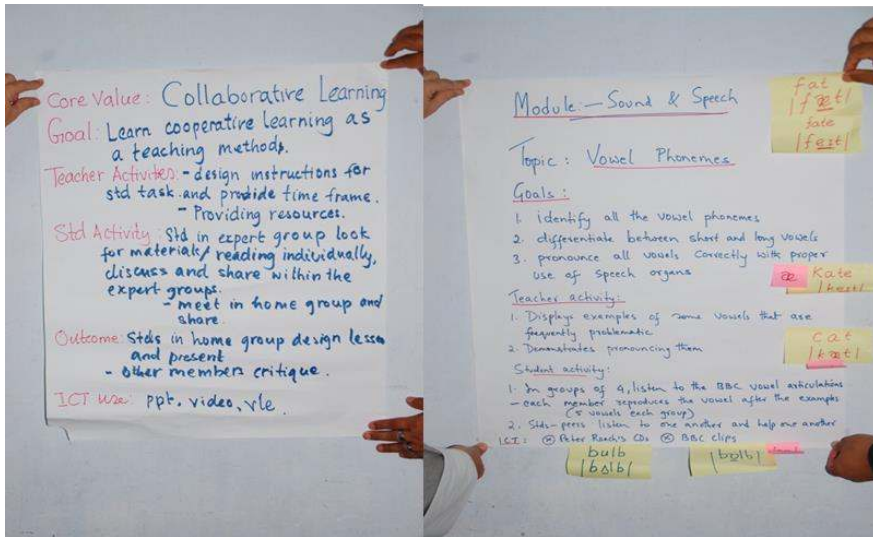 Core Value: Collaborative Learning
Goal: Learn cooperative learning as
a teaching methods.
Teacher Activities: - design instructions for
std task and provide time frame.
- Providing resources.
Std Activity: Std in expert group look
for materials/reading individually,
discuss and share within the
expert groups.
- meet in home group and
share.
Outcome: Stds in home group design lesson
and present
- Other members critique.
ICT use: ppt, video, vle.
Module: - Sound & Speech
Topic: Vowel Phonemes
Goals:
1. identify all the vowel phonemes
2. differentiate between short and long vowels
3. pronounce all vowels correctly with proper
use of speech organs
Teacher activity:
1. Displays examples of some vowels that are
frequently problematic
2. Demonstrates pronouncing them
Student activity:
1. In groups of 4, listen to the BBC vowel articulations
- each member reproduces the vowel after the examples
(5 vowels each group)
2. Stds-peers listen to one another and help one another
ICT: Peter Roach's CDs BBC clips
fat
|fæt|
fate
|feɪt|
æ
Kate
|keɪt|
cat
|kæt|
bulb
|bʌlb|